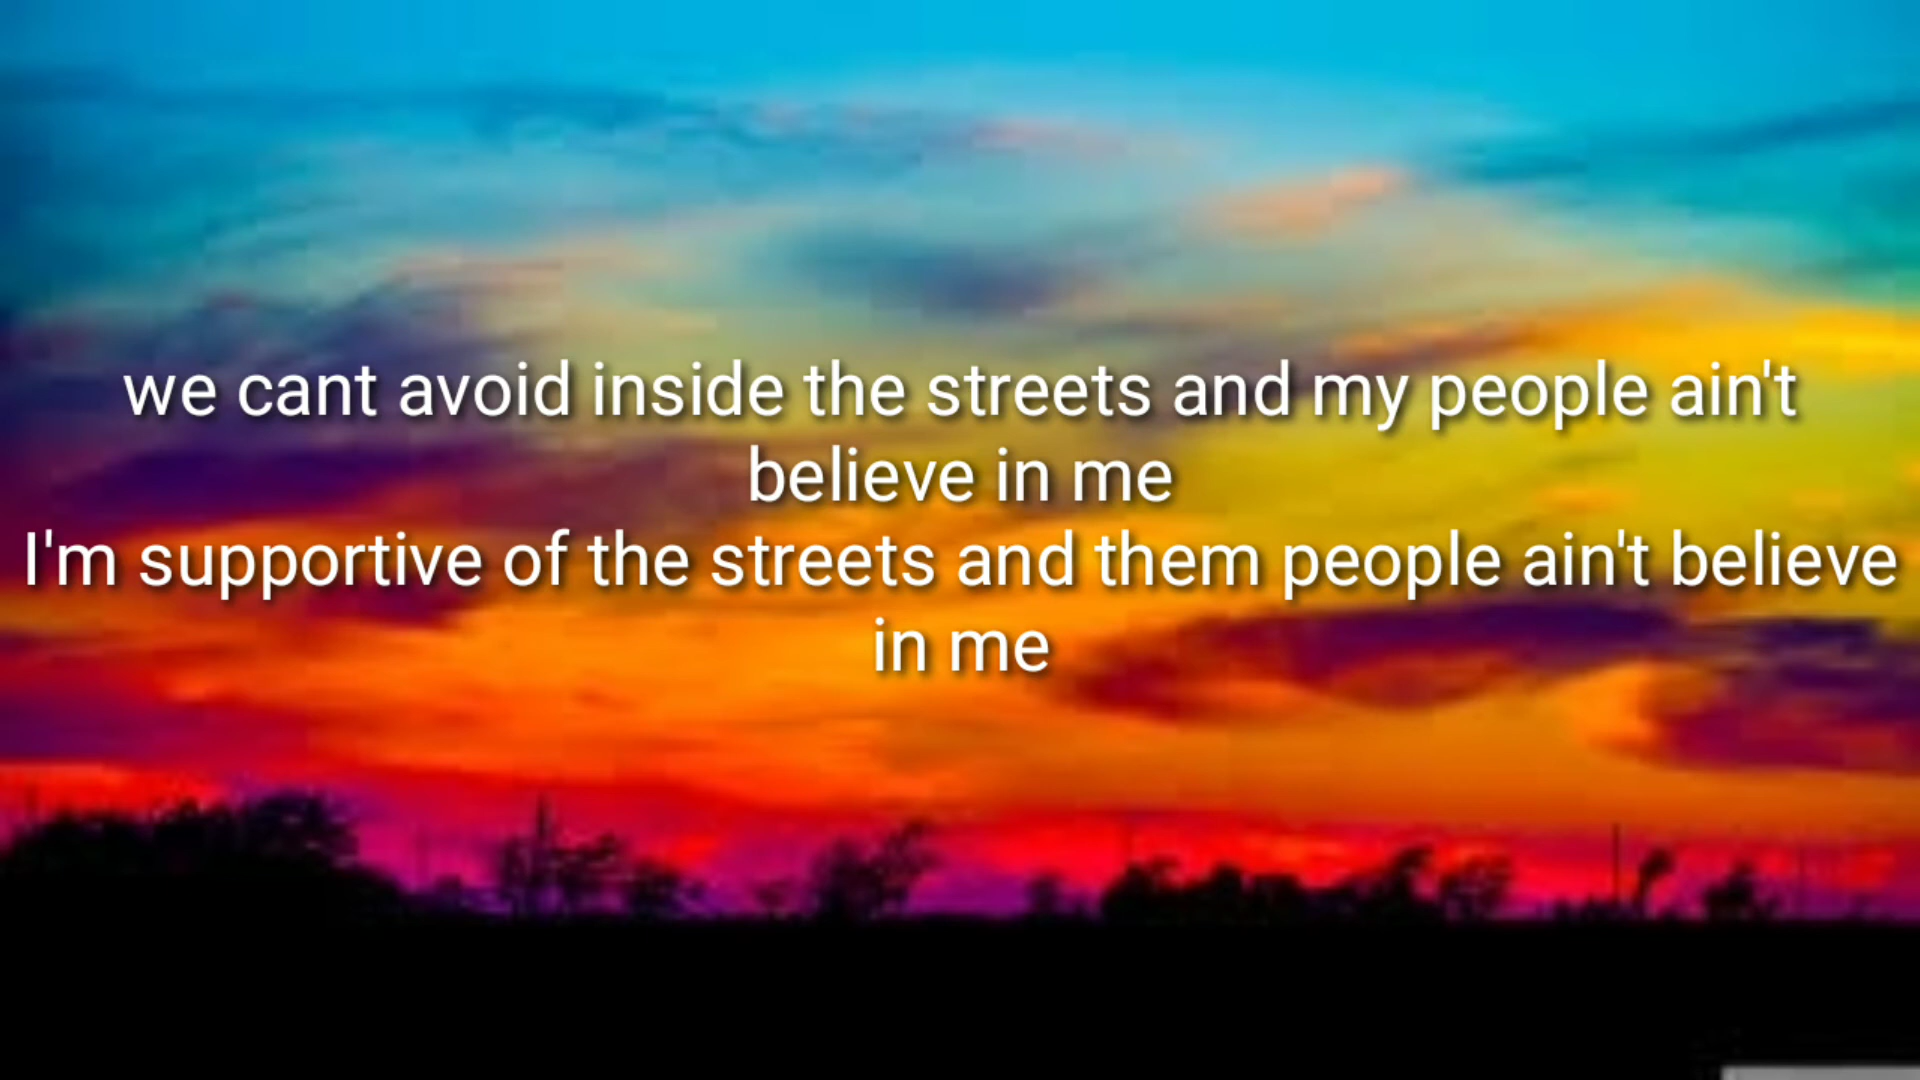 we cant avoid inside the streets and my people ain't
believe in me
I'm supportive of the streets and them people ain't believe
in me